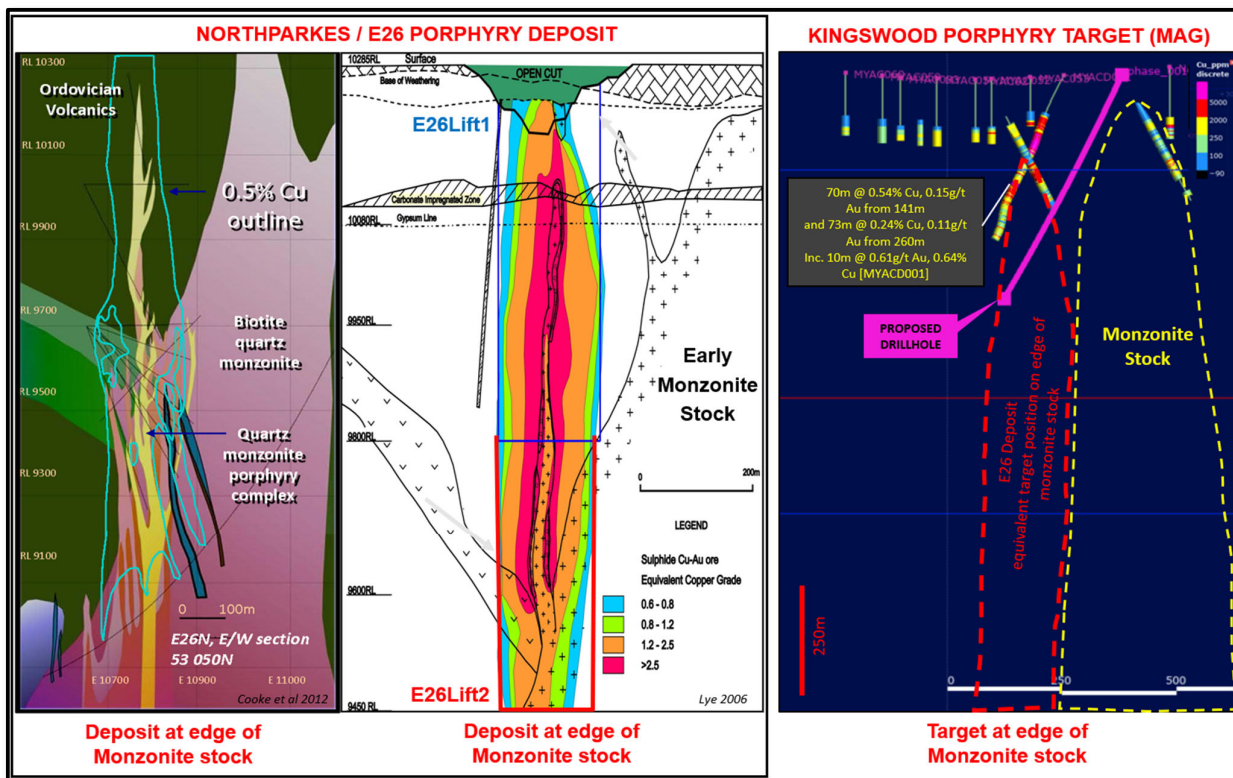 NORTHPARKES / E26 PORPHYRY DEPOSIT
RL 10300
Ordovician
Volcanics
RL 10100
0.5% Cu
outline
RL 9900
RL 9700
Biotite
quartz
monzonite
RL 9500
Quartz
monzonite
porphyry
complex
RL 9300
RL 9100
0 100m
E26N, E/W section
53 050N
E 10700
E 10900
E 11000
Cooke et al 2012
Deposit at edge of
Monzonite stock
10285RL
Surface
Base of Weathering
OPEN CUT
E26Lift1
Carbonate Impregnated Zone
10080RL
Gypsum Line
9950RL
Early
Monzonite
Stock
9800RL
0 200m
LEGEND
Sulphide Cu-Au ore
Equivalent Copper Grade
0.6 - 0.8
0.8 - 1.2
1.2 - 2.5
>2.5
9600RL
E26Lift2
9450 RL
Lye 2006
Deposit at edge of
Monzonite stock
KINGSWOOD PORPHYRY TARGET (MAG)
Cu_ppm
discrete
5000
2000
250
100
-90
70m @ 0.54% Cu, 0.15g/t
Au from 141m
and 73m @ 0.24% Cu, 0.11g/t
Au from 260m
Inc. 10m @ 0.61g/t Au, 0.64%
Cu [MYACD001]
PROPOSED
DRILLHOLE
Monzonite
Stock
E26 Deposit
equivalent target position on edge of
monzonite stock
250m
0
250
500
Target at edge of
Monzonite stock